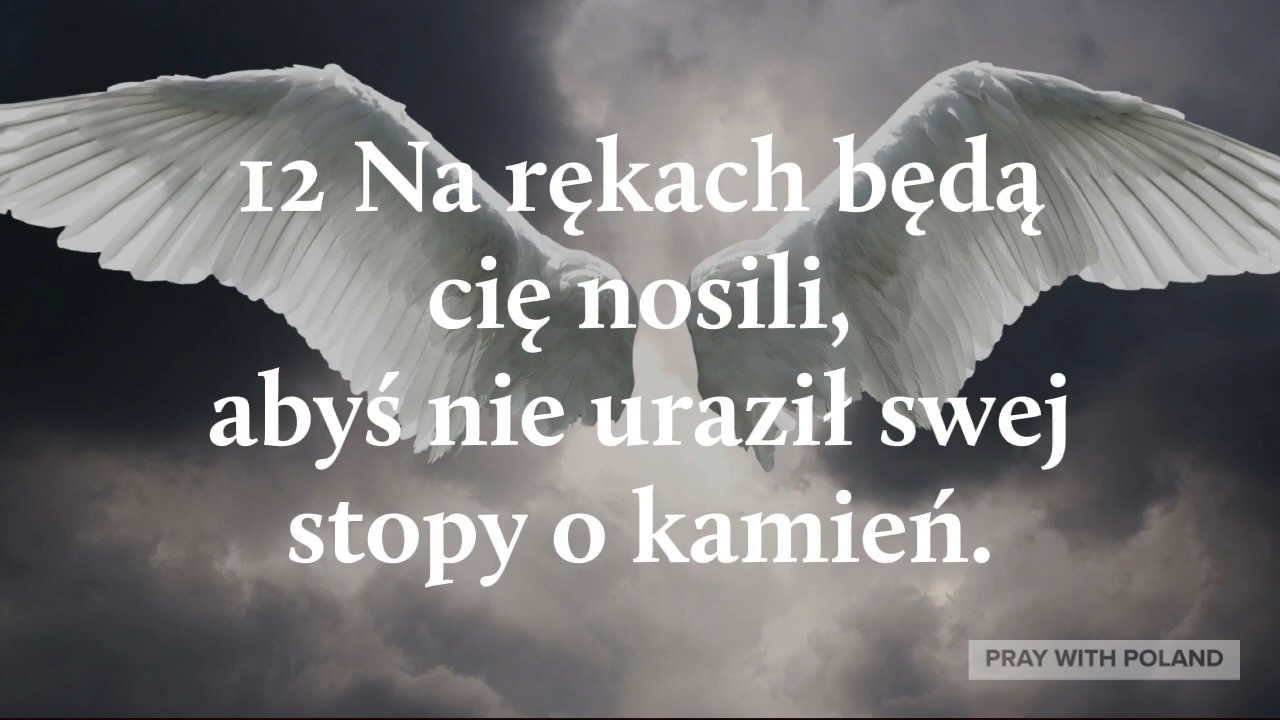 12 Na rękach będą
cię nosili,
abyś nie uraził swej
stopy o kamień.
PRAY WITH POLAND